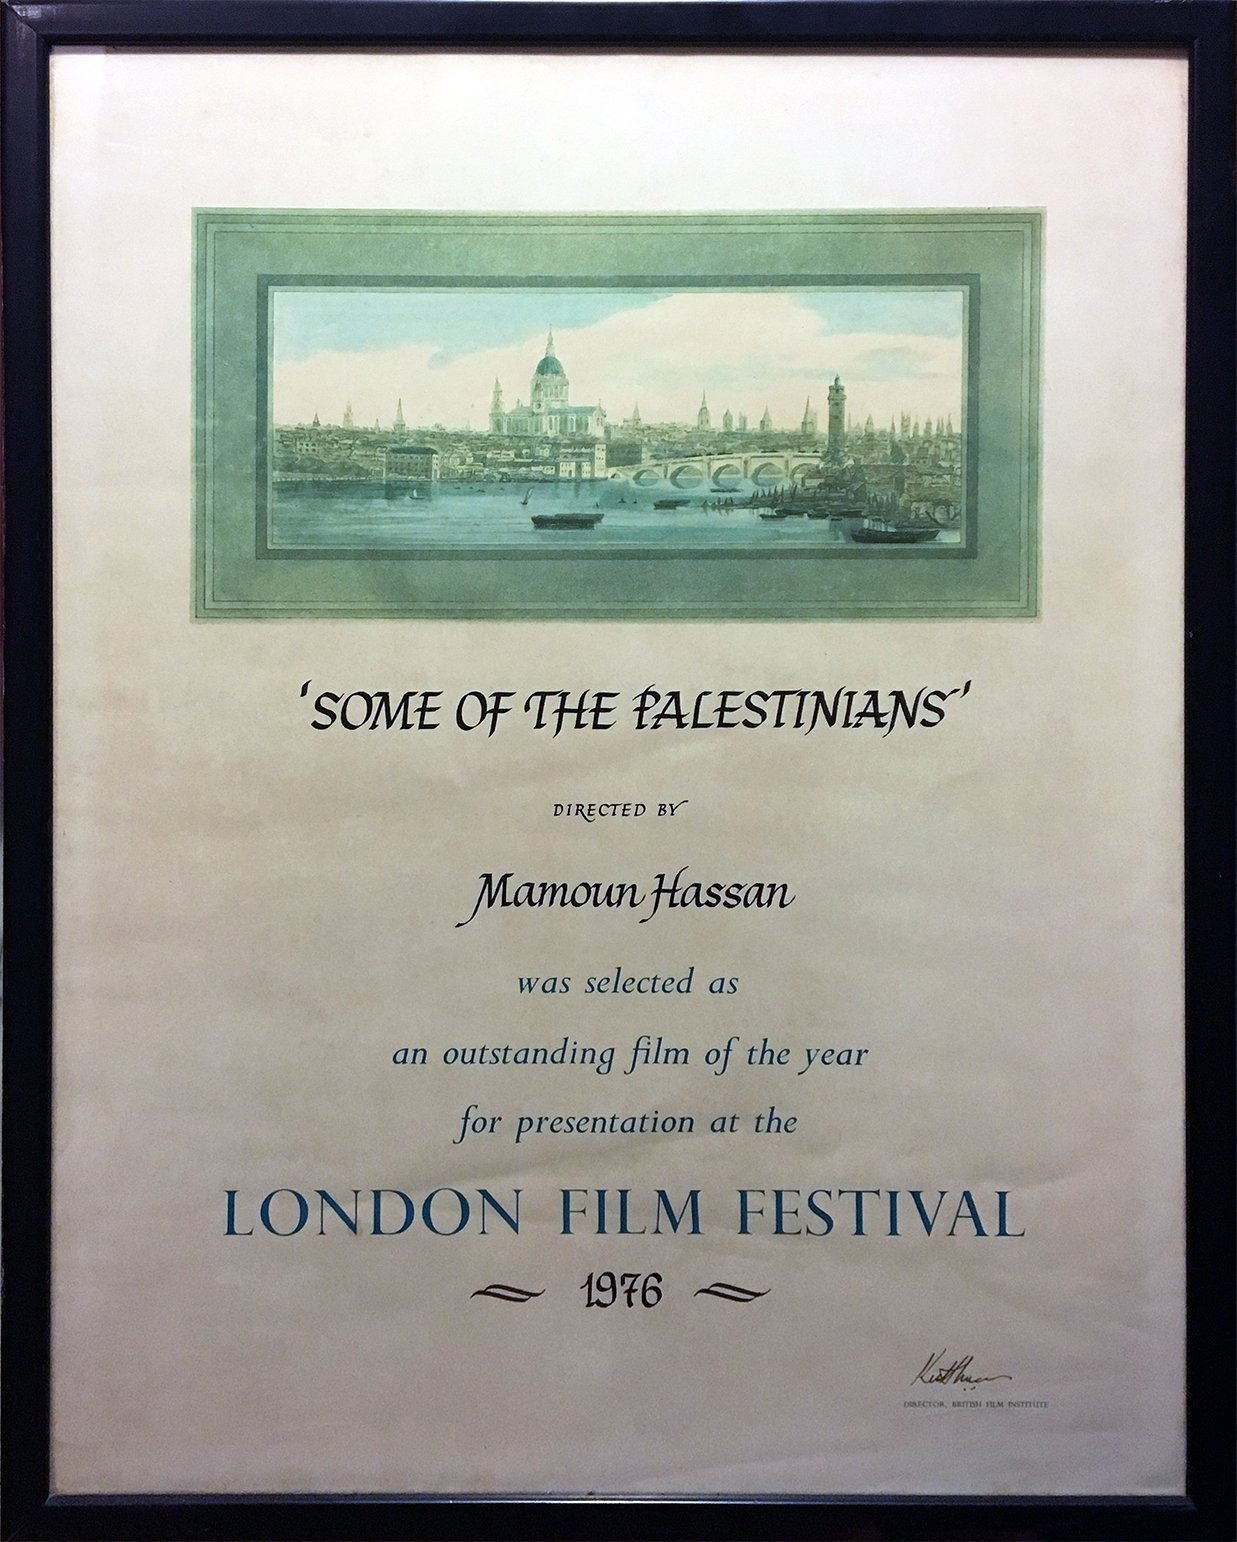 'SOME OF THE PALESTINIANS'
DIRECTED BY
Mamoun Hassan
was selected as
an outstanding film of the year
for presentation at the
LONDON FILM FESTIVAL
1976
DIRECTOR, BRITISH FILM INSTITUTE